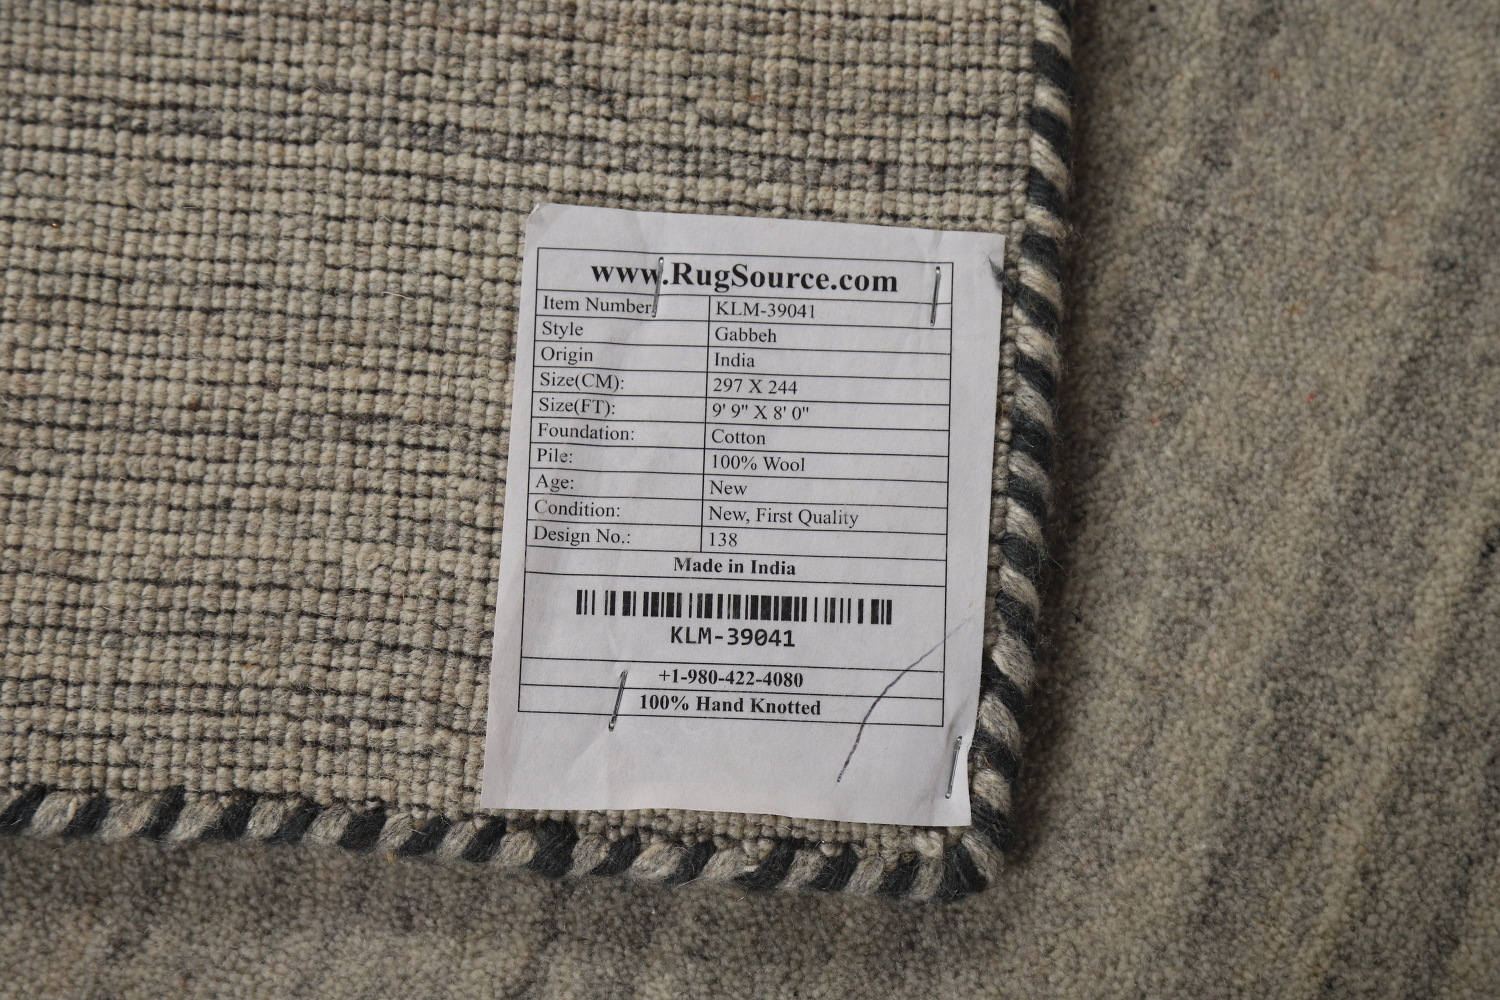 www.RugSource.com
Item Number KLM-39041
Style Gabbeh
Origin India
Size(CM): 297 X 244
Size(FT): 9' 9" X 8' 0"
Foundation: Cotton
Pile: 100% Wool
Age: New
Condition: New, First Quality
Design No.: 138
Made in India
KLM-39041
+1-980-422-4080
100% Hand Knotted